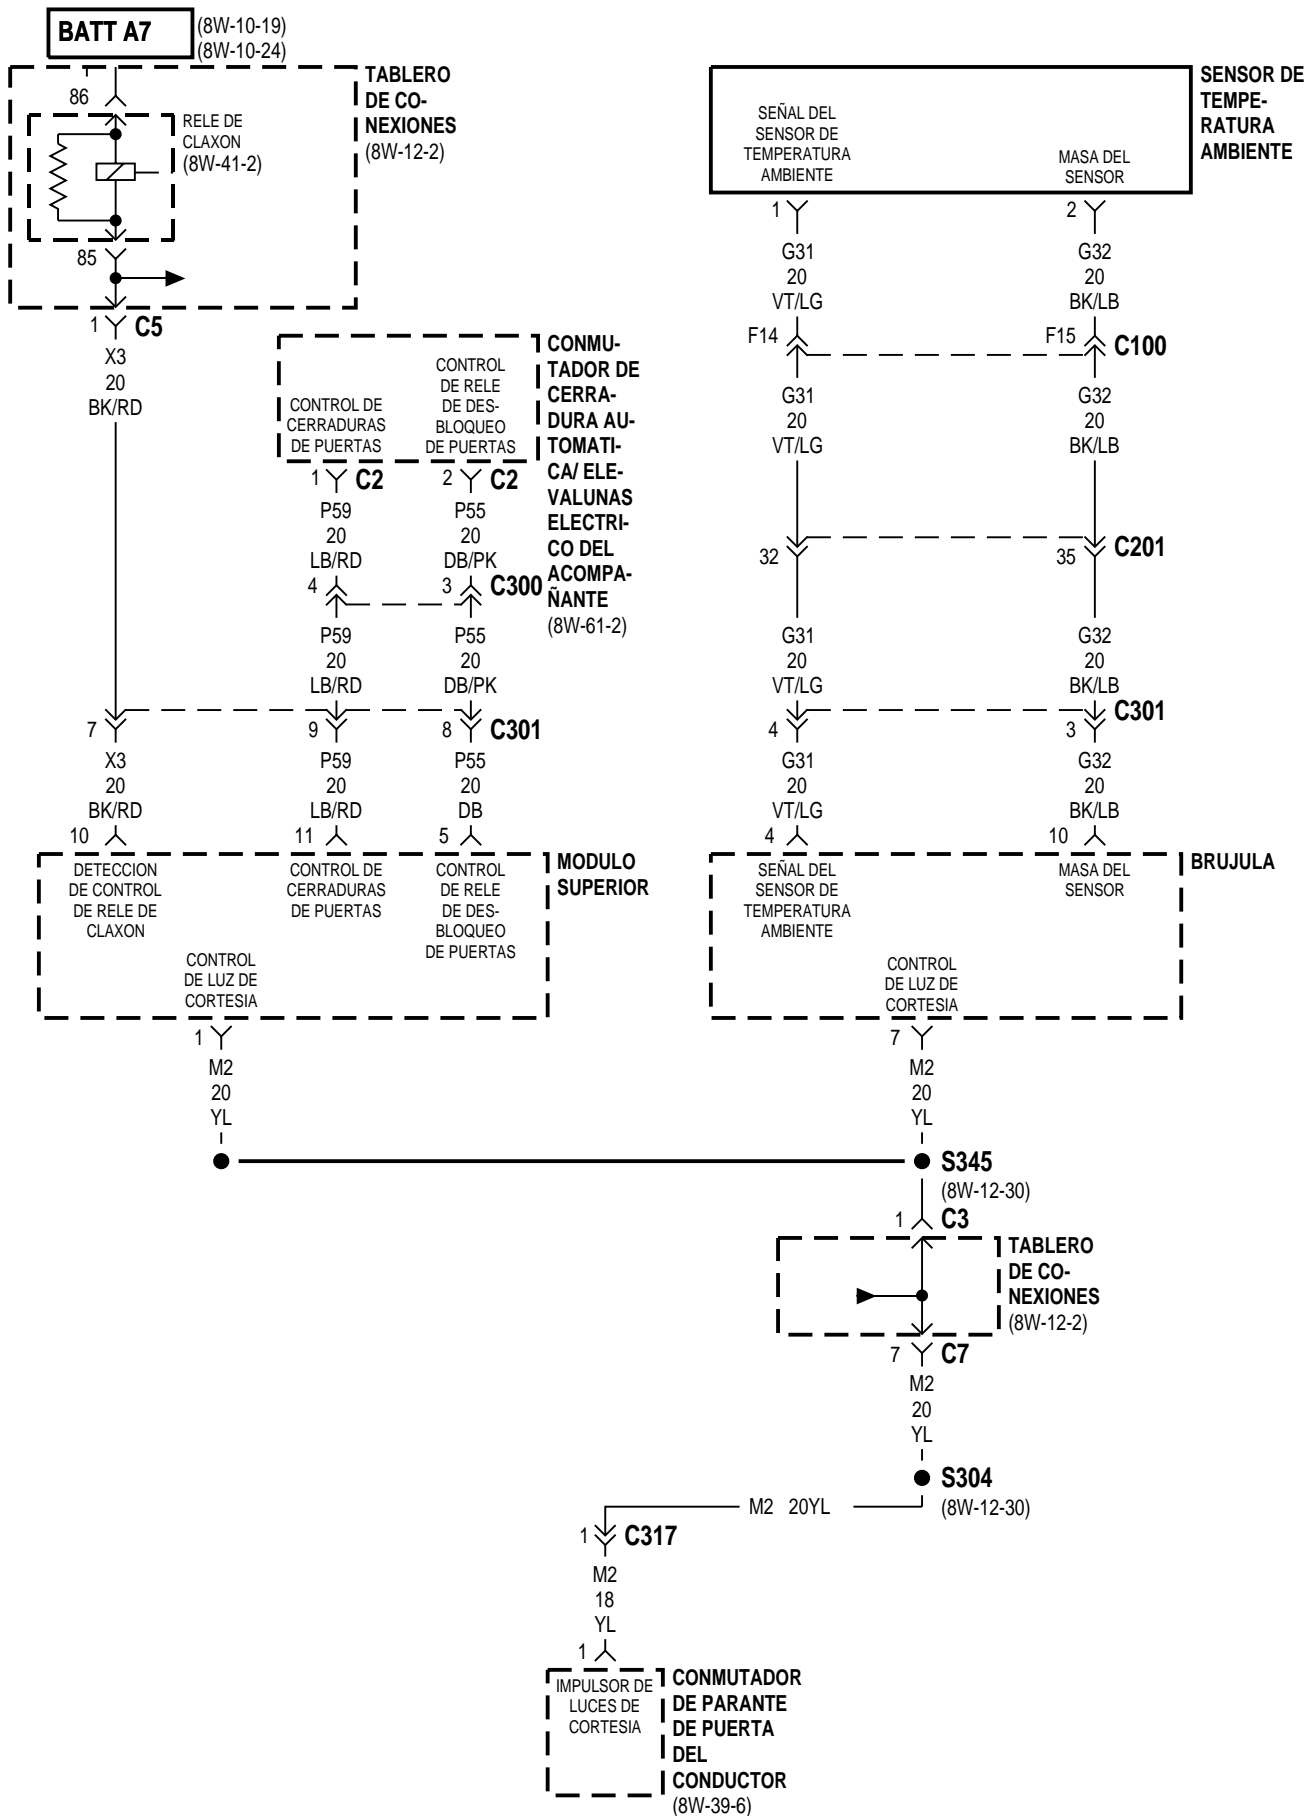 BATT A7
(8W-10-19)
(8W-10-24)
TABLERO
DE CO-
NEXIONES
(8W-12-2)
86
RELE DE
CLAXON
(8W-41-2)
85
1
C5
X3
20
BK/RD
CONMU-
TADOR DE
CERRA-
DURA AU-
TOMATI-
CA/ ELE-
VALUNAS
ELECTRI-
CO DEL
ACOMPA-
ÑANTE
(8W-61-2)
CONTROL DE
CERRADURAS
DE PUERTAS
CONTROL
DE RELE
DE DES-
BLOQUEO
DE PUERTAS
1
C2
2
C2
P59
20
LB/RD
P55
20
DB/PK
4
3
C300
P59
20
LB/RD
P55
20
DB/PK
7
9
8
C301
X3
20
BK/RD
P59
20
LB/RD
P55
20
DB
10
11
5
MODULO
SUPERIOR
DETECCION
DE CONTROL
DE RELE DE
CLAXON
CONTROL DE
CERRADURAS
DE PUERTAS
CONTROL
DE RELE
DE DES-
BLOQUEO
DE PUERTAS
CONTROL
DE LUZ DE
CORTESIA
1
M2
20
YL
SENSOR DE
TEMPE-
RATURA
AMBIENTE
SEÑAL DEL
SENSOR DE
TEMPERATURA
AMBIENTE
MASA DEL
SENSOR
1
2
G31
20
VT/LG
G32
20
BK/LB
F14
F15
C100
G31
20
VT/LG
G32
20
BK/LB
32
35
C201
G31
20
VT/LG
G32
20
BK/LB
4
3
C301
G31
20
VT/LG
G32
20
BK/LB
4
10
BRUJULA
SEÑAL DEL
SENSOR DE
TEMPERATURA
AMBIENTE
MASA DEL
SENSOR
CONTROL
DE LUZ DE
CORTESIA
7
M2
20
YL
S345
(8W-12-30)
1
C3
TABLERO
DE CO-
NEXIONES
(8W-12-2)
7
C7
M2
20
YL
S304
(8W-12-30)
M2 20YL
1
C317
M2
18
YL
1
IMPULSOR DE
LUCES DE
CORTESIA
CONMUTADOR
DE PARANTE
DE PUERTA
DEL
CONDUCTOR
(8W-39-6)